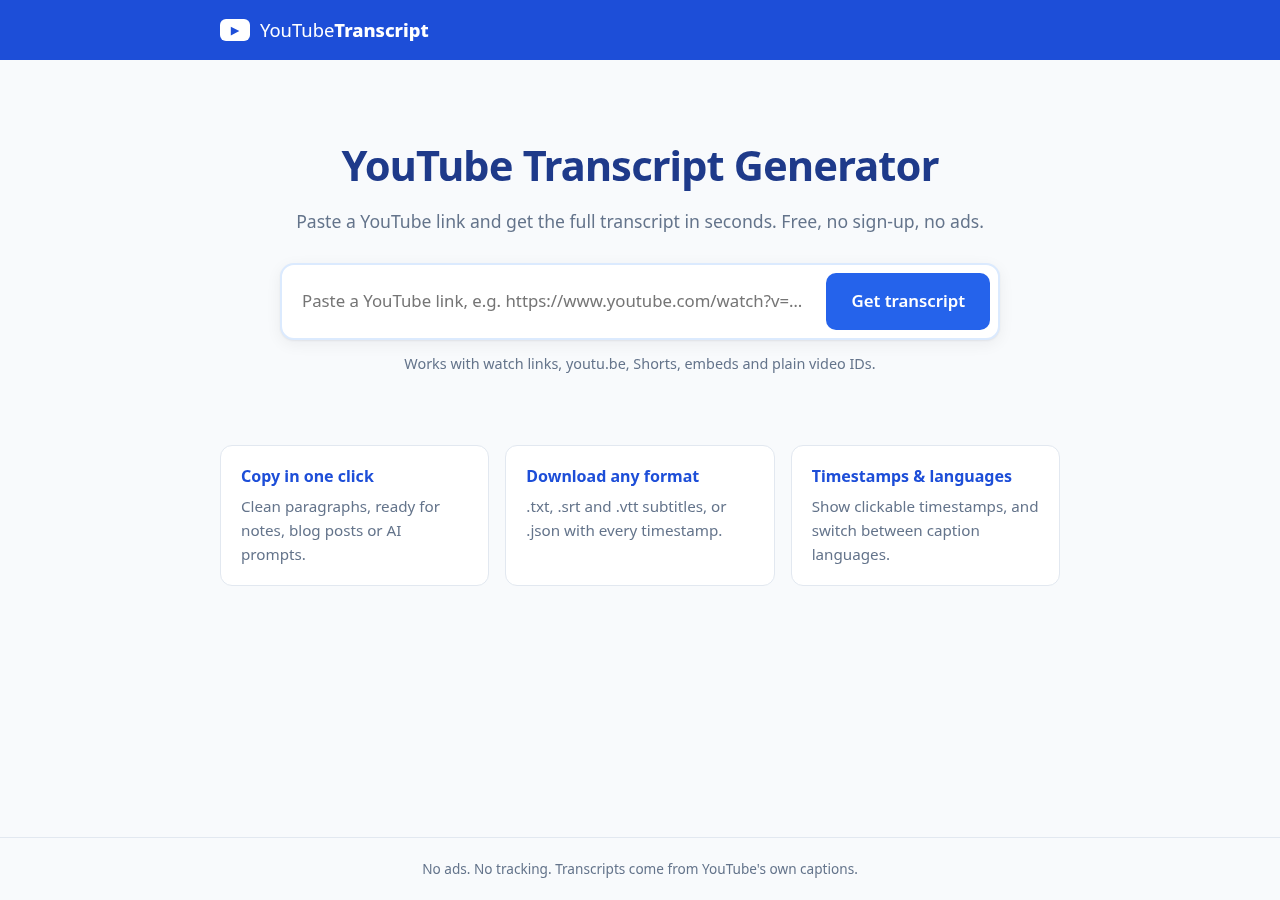 YouTubeTranscript
YouTube Transcript Generator
Paste a YouTube link and get the full transcript in seconds. Free, no sign-up, no ads.
Paste a YouTube link, e.g. https://www.youtube.com/watch?v=...
Get transcript
Works with watch links, youtu.be, Shorts, embeds and plain video IDs.
Copy in one click
Clean paragraphs, ready for
notes, blog posts or AI
prompts.
Download any format
.txt, .srt and .vtt subtitles, or
.json with every timestamp.
Timestamps & languages
Show clickable timestamps, and
switch between caption
languages.
No ads. No tracking. Transcripts come from YouTube's own captions.